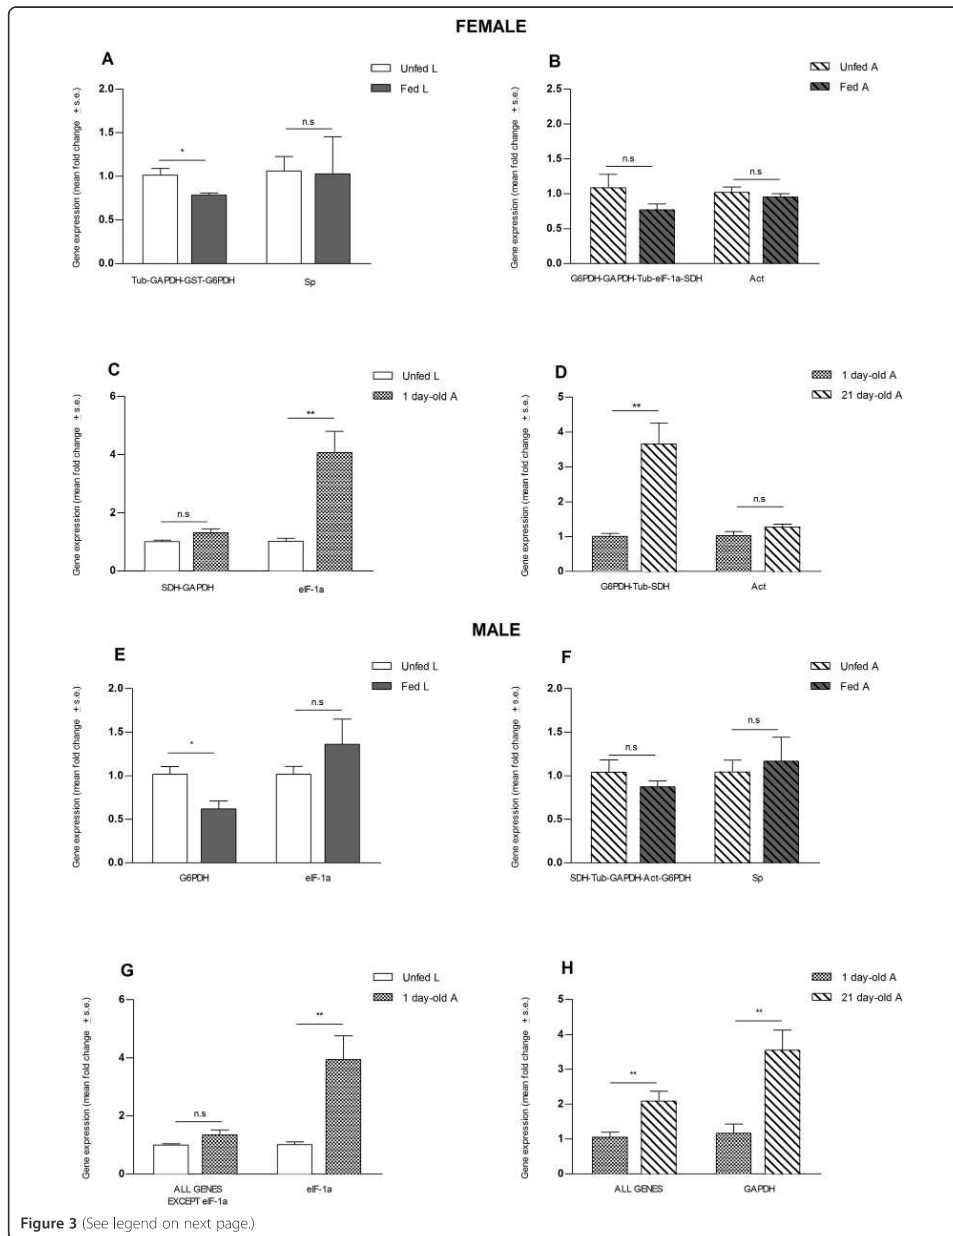 FEMALE
A
Unfed L
Fed L
Gene expression (mean fold change ± s.e.)
2.0
1.5
1.0
0.5
0.0
*
n.s
Tub-GAPDH-GST-G6PDH
Sp
B
Unfed A
Fed A
Gene expression (mean fold change ± s.e.)
2.5
2.0
1.5
1.0
0.5
0.0
n.s
n.s
G6PDH-GAPDH-Tub-eIF-1a-SDH
Act
C
Unfed L
1 day-old A
Gene expression (mean fold change ± s.e.)
6
4
2
0
n.s
**
SDH-GAPDH
eIF-1a
D
1 day-old A
21 day-old A
Gene expression (mean fold change ± s.e.)
5
4
3
2
1
0
**
n.s
G6PDH-Tub-SDH
Act
MALE
E
Unfed L
Fed L
Gene expression (mean fold change ± s.e.)
2.0
1.5
1.0
0.5
0.0
*
n.s
G6PDH
eIF-1a
F
Unfed A
Fed A
Gene expression (mean fold change ± s.e.)
2.0
1.5
1.0
0.5
0.0
n.s
n.s
SDH-Tub-GAPDH-Act-G6PDH
Sp
G
Unfed L
1 day-old A
Gene expression (mean fold change ± s.e.)
6
4
2
0
n.s
**
ALL GENES
EXCEPT eIF-1a
eIF-1a
H
1 day-old A
21 day-old A
Gene expression (mean fold change ± s.e.)
5
4
3
2
1
0
**
**
ALL GENES
GAPDH
Figure 3 (See legend on next page.)